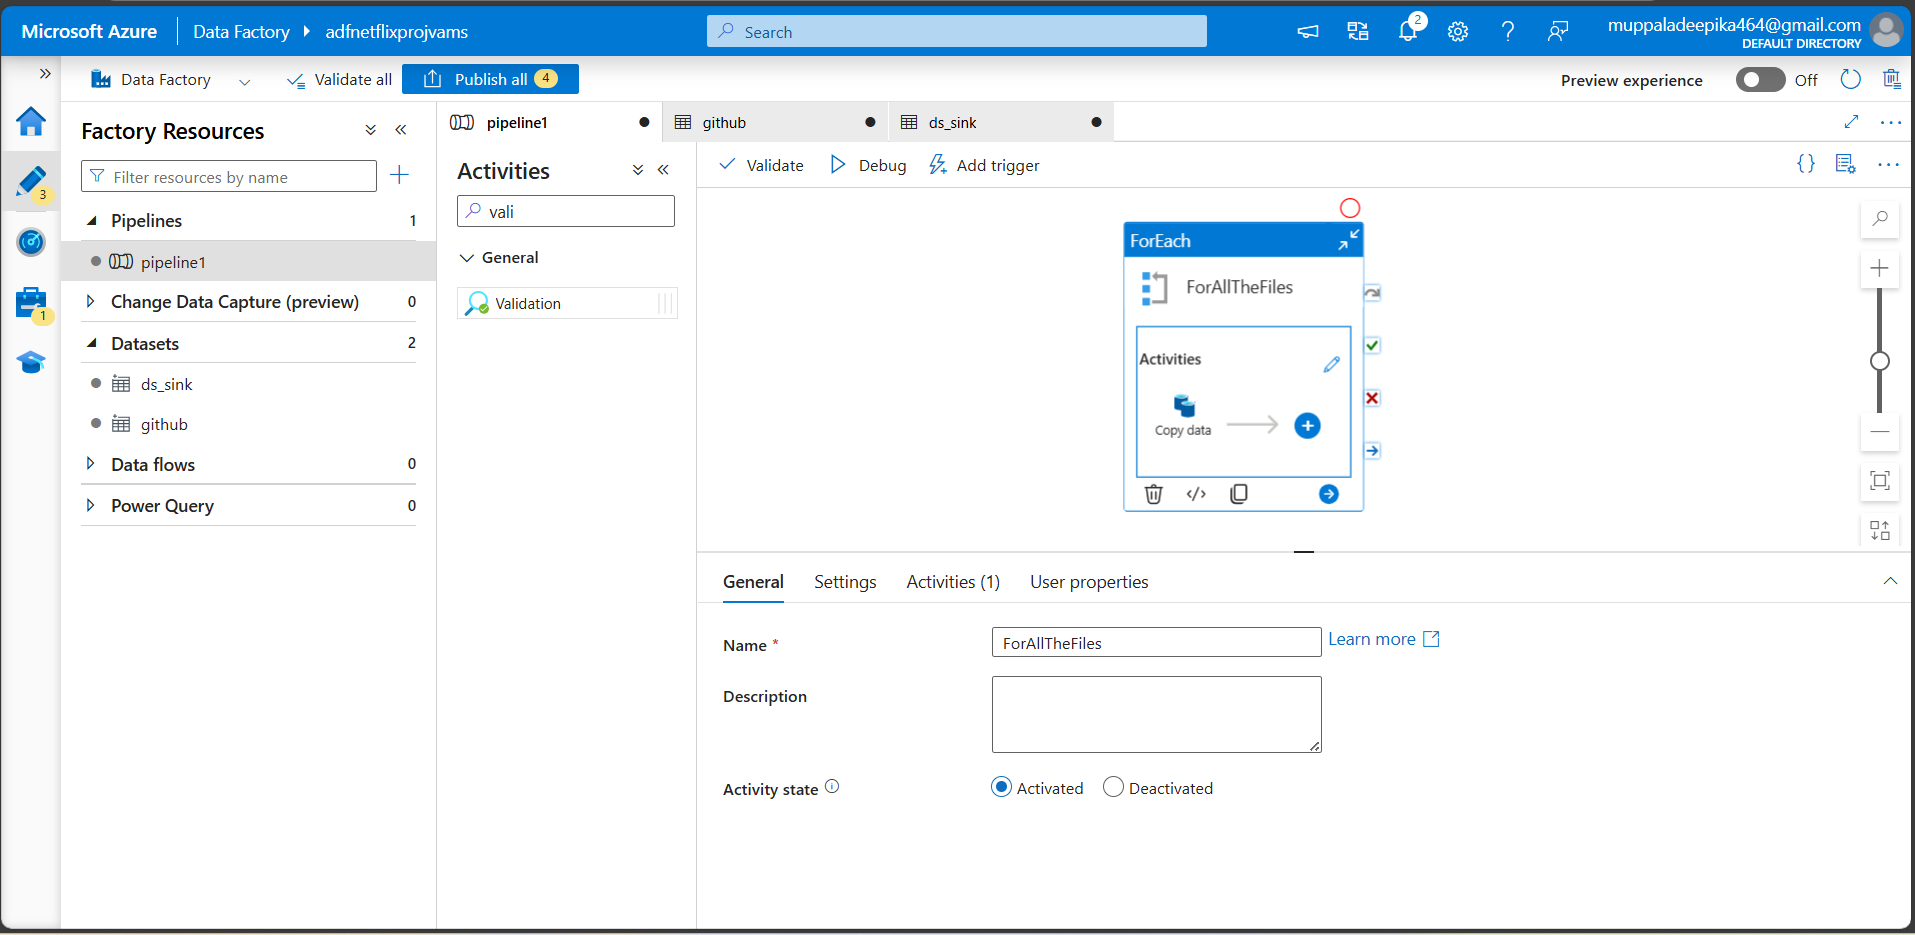 Microsoft Azure Data Factory adfnetflixprojvams Search 2 muppaladeepika464@gmail.com
DEFAULT DIRECTORY
Data Factory Validate all Publish all 4 Preview experience Off
Factory Resources
Filter resources by name
3
Pipelines 1
pipeline1
Change Data Capture (preview) 0
1
Datasets 2
ds_sink
github
Data flows 0
Power Query 0
pipeline1 github ds_sink
Activities
vali
General
Validation
Validate Debug Add trigger
ForEach
ForAllTheFiles
Activities
Copy data
General Settings Activities (1) User properties
Name * ForAllTheFiles Learn more
Description
Activity state Activated Deactivated